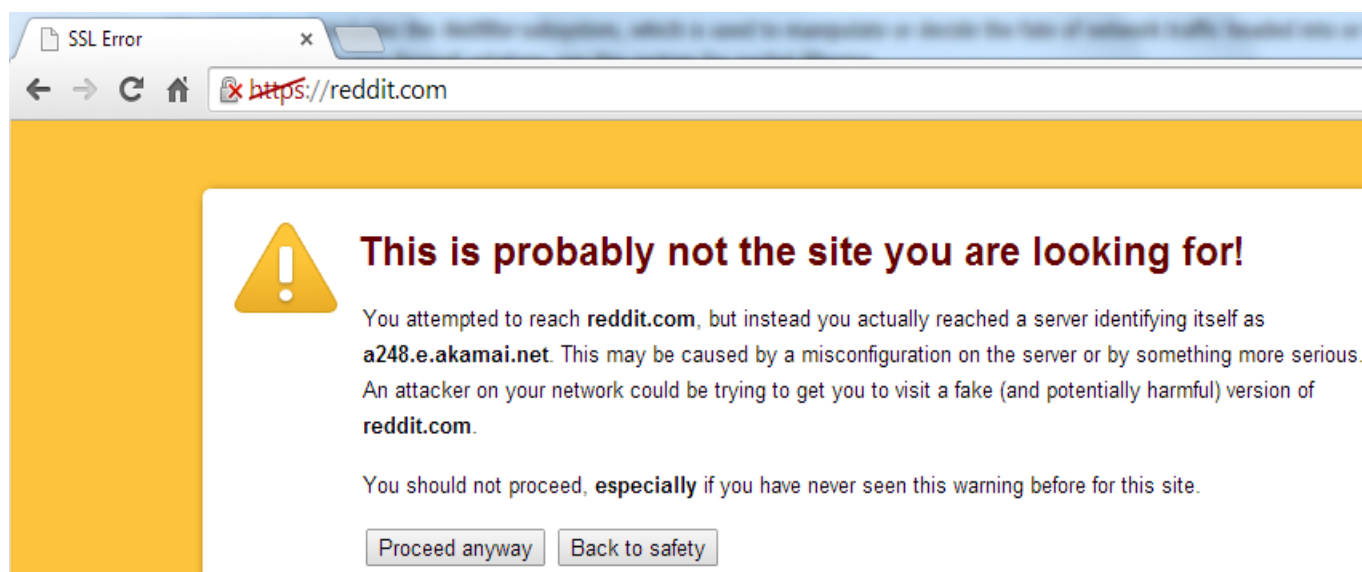 SSL Error
https://reddit.com
This is probably not the site you are looking for!
You attempted to reach reddit.com, but instead you actually reached a server identifying itself as
a248.e.akamai.net. This may be caused by a misconfiguration on the server or by something more serious.
An attacker on your network could be trying to get you to visit a fake (and potentially harmful) version of
reddit.com.
You should not proceed, especially if you have never seen this warning before for this site.
Proceed anyway Back to safety